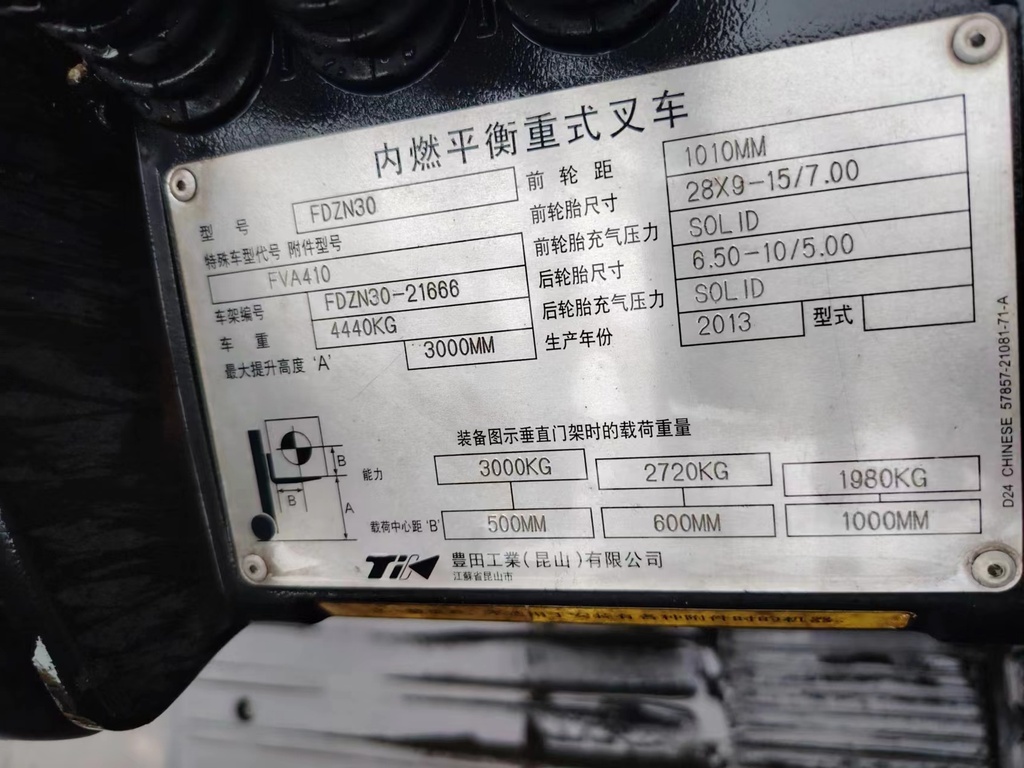 内燃平衡重式叉车
型号 FDZN30
特殊车型代号 附件型号
FVA410
车架编号 FDZN30-21666
车重 4440KG
最大提升高度 'A' 3000MM
前轮距 1010MM
前轮胎尺寸 28X9-15/7.00
前轮胎充气压力 SOLID
后轮胎尺寸 6.50-10/5.00
后轮胎充气压力 SOLID
生产年份 2013 型式
装备图示垂直门架时的载荷重量
能力 3000KG 2720KG 1980KG
载荷中心距 'B' 500MM 600MM 1000MM
B
B
A
TIK 豊田工業(昆山)有限公司
江蘇省昆山市
D24 CHINESE 57857-21081-71-A